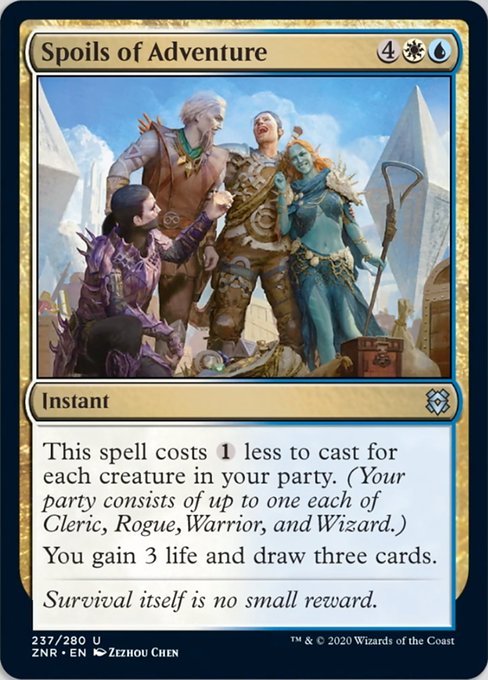 Spoils of Adventure 4
Instant
This spell costs 1 less to cast for
each creature in your party. (Your
party consists of up to one each of
Cleric, Rogue, Warrior, and Wizard.)
You gain 3 life and draw three cards.
Survival itself is no small reward.
237/280 U
ZNR • EN Zezhou Chen
™ & © 2020 Wizards of the Coast